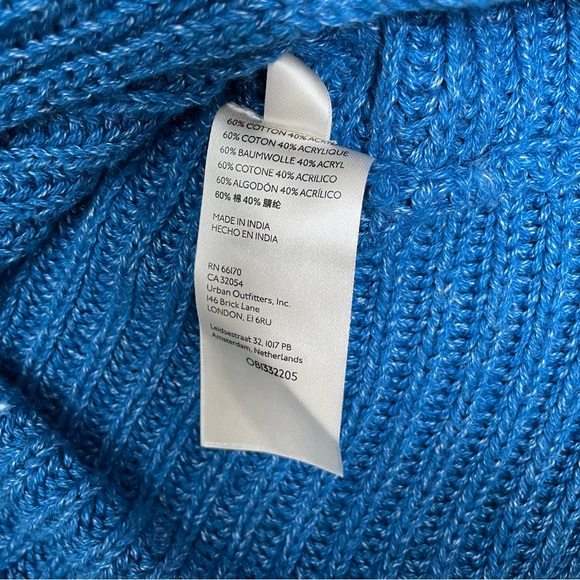 60% COTTON 40% ACRYLIC
60% COTON 40% ACRYLIQUE
60% BAUMWOLLE 40% ACRYL
60% COTONE 40% ACRILICO
60% ALGODÓN 40% ACRÍLICO
60% 棉 40% 腈纶
MADE IN INDIA
HECHO EN INDIA
RN 66170
CA 32054
Urban Outfitters, Inc.
146 Brick Lane
LONDON, E1 6RU
Leidsestraat 32, 1017 PB
Amsterdam, Netherlands
OB1332205